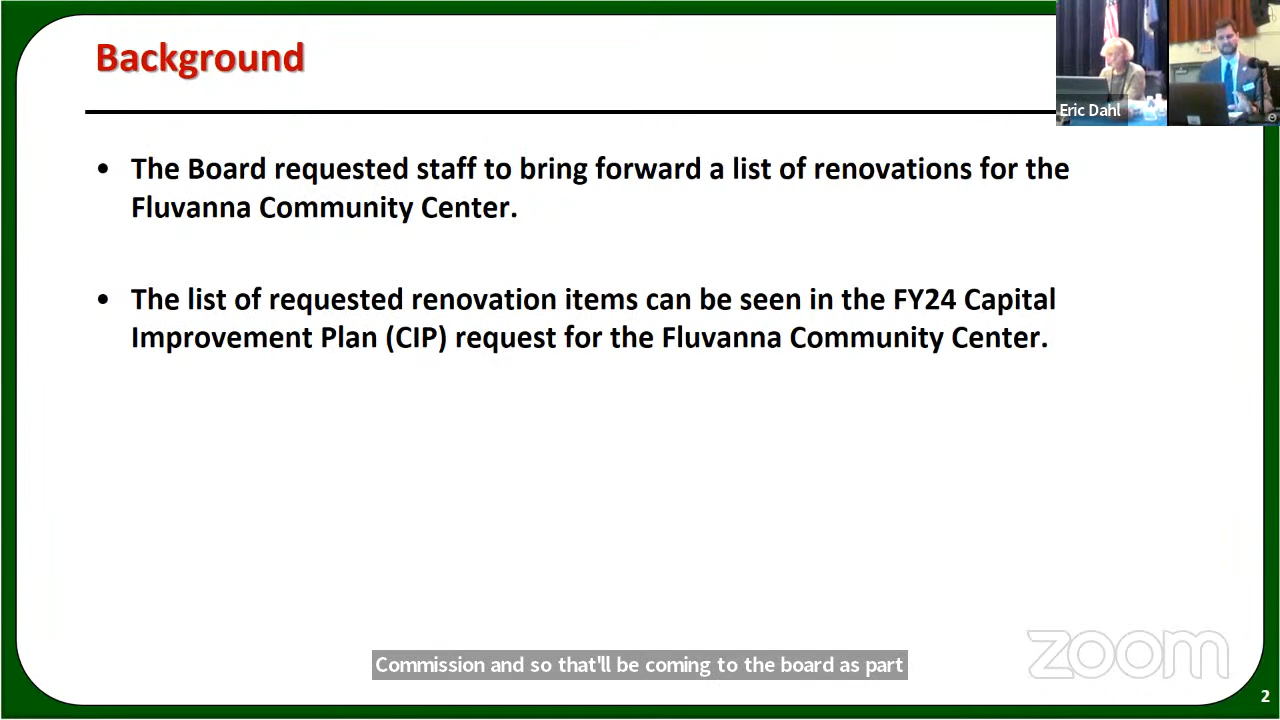 Background
Eric Dahl
• The Board requested staff to bring forward a list of renovations for the
Fluvanna Community Center.
• The list of requested renovation items can be seen in the FY24 Capital
Improvement Plan (CIP) request for the Fluvanna Community Center.
Commission and so that'll be coming to the board as part
zoom
2